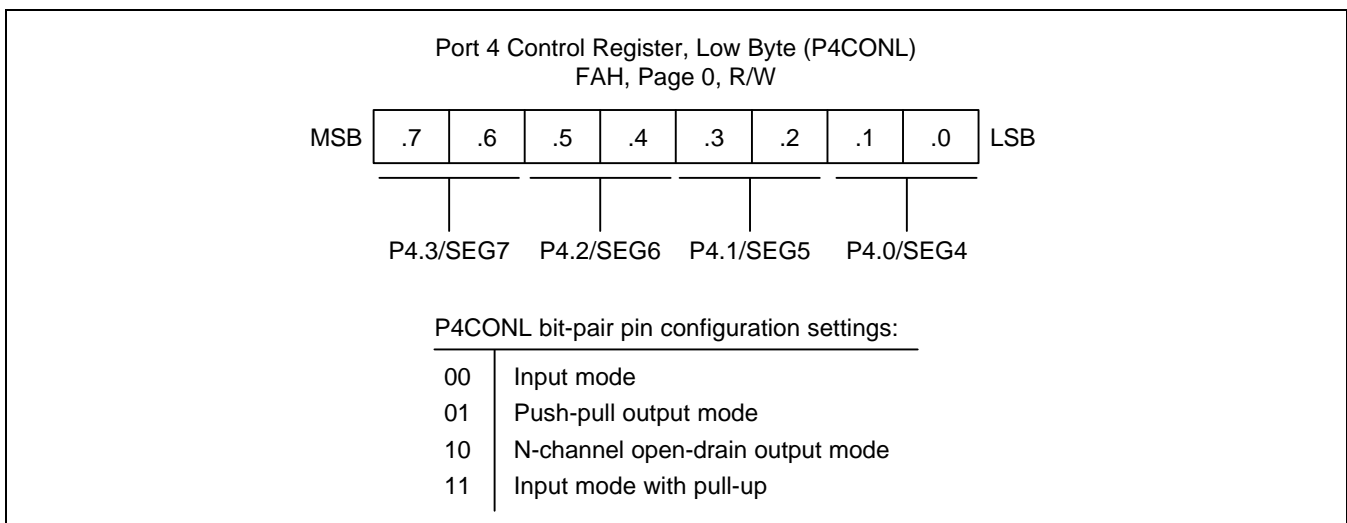 Port 4 Control Register, Low Byte (P4CONL)
FAH, Page 0, R/W
MSB .7 .6 .5 .4 .3 .2 .1 .0 LSB
P4.3/SEG7 P4.2/SEG6 P4.1/SEG5 P4.0/SEG4
P4CONL bit-pair pin configuration settings:
00 Input mode
01 Push-pull output mode
10 N-channel open-drain output mode
11 Input mode with pull-up